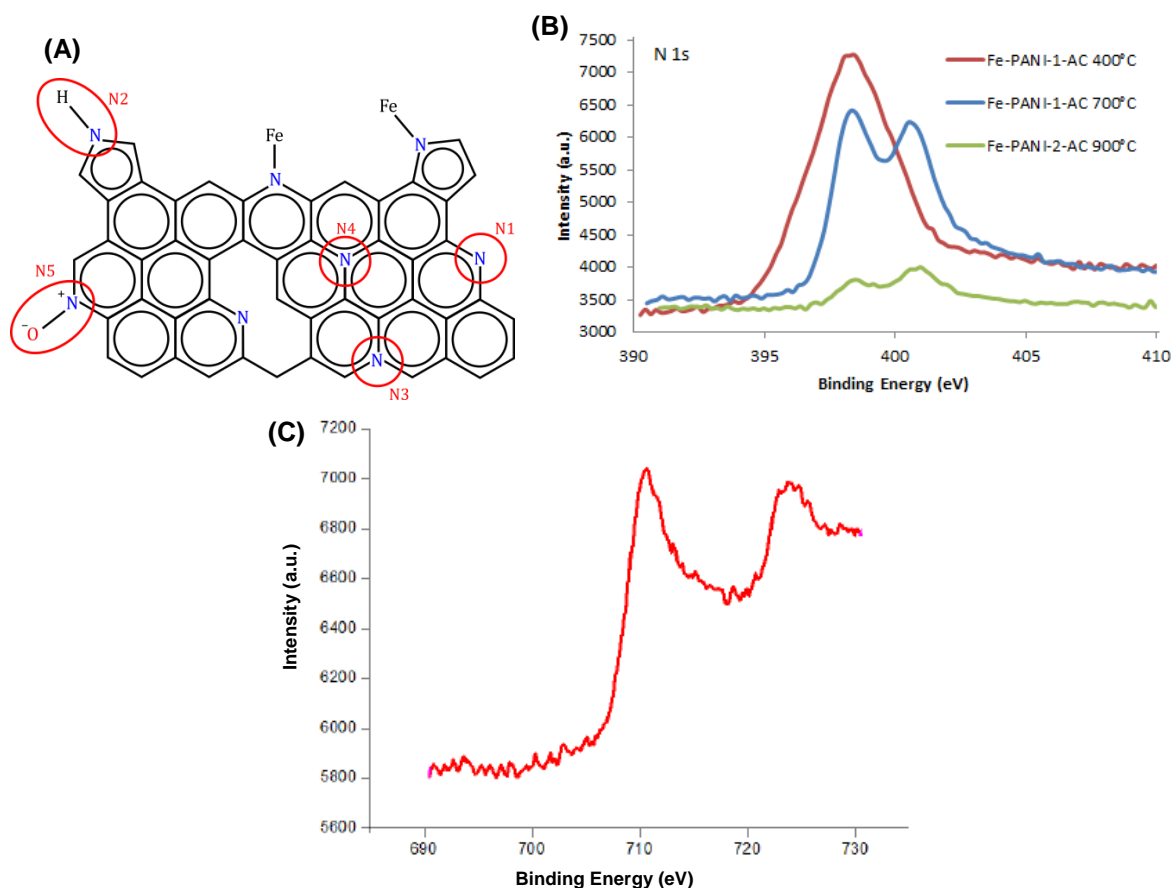 (A)
H
N2
N
Fe
N
Fe
N
N4
N
N1
N
N5
+
N
−
O
N
N
N3
(B)
N 1s
Fe-PANI-1-AC 400°C
Fe-PANI-1-AC 700°C
Fe-PANI-2-AC 900°C
Intensity (a.u.)
7500
7000
6500
6000
5500
5000
4500
4000
3500
3000
390 395 400 405 410
Binding Energy (eV)
(C)
Intensity (a.u.)
7200
7000
6800
6600
6400
6200
6000
5800
5600
690 700 710 720 730
Binding Energy (eV)